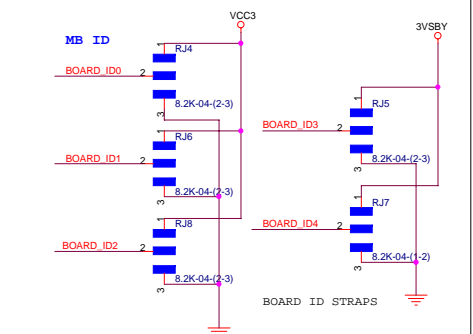 VCC3
3VSBY
MB ID
1
RJ4
BOARD_ID0
2
3
8.2K-04-(2-3)
1
RJ5
BOARD_ID3
2
3
8.2K-04-(2-3)
1
RJ6
BOARD_ID1
2
3
8.2K-04-(2-3)
1
RJ7
BOARD_ID4
2
3
8.2K-04-(1-2)
1
RJ8
BOARD_ID2
2
3
8.2K-04-(2-3)
BOARD ID STRAPS